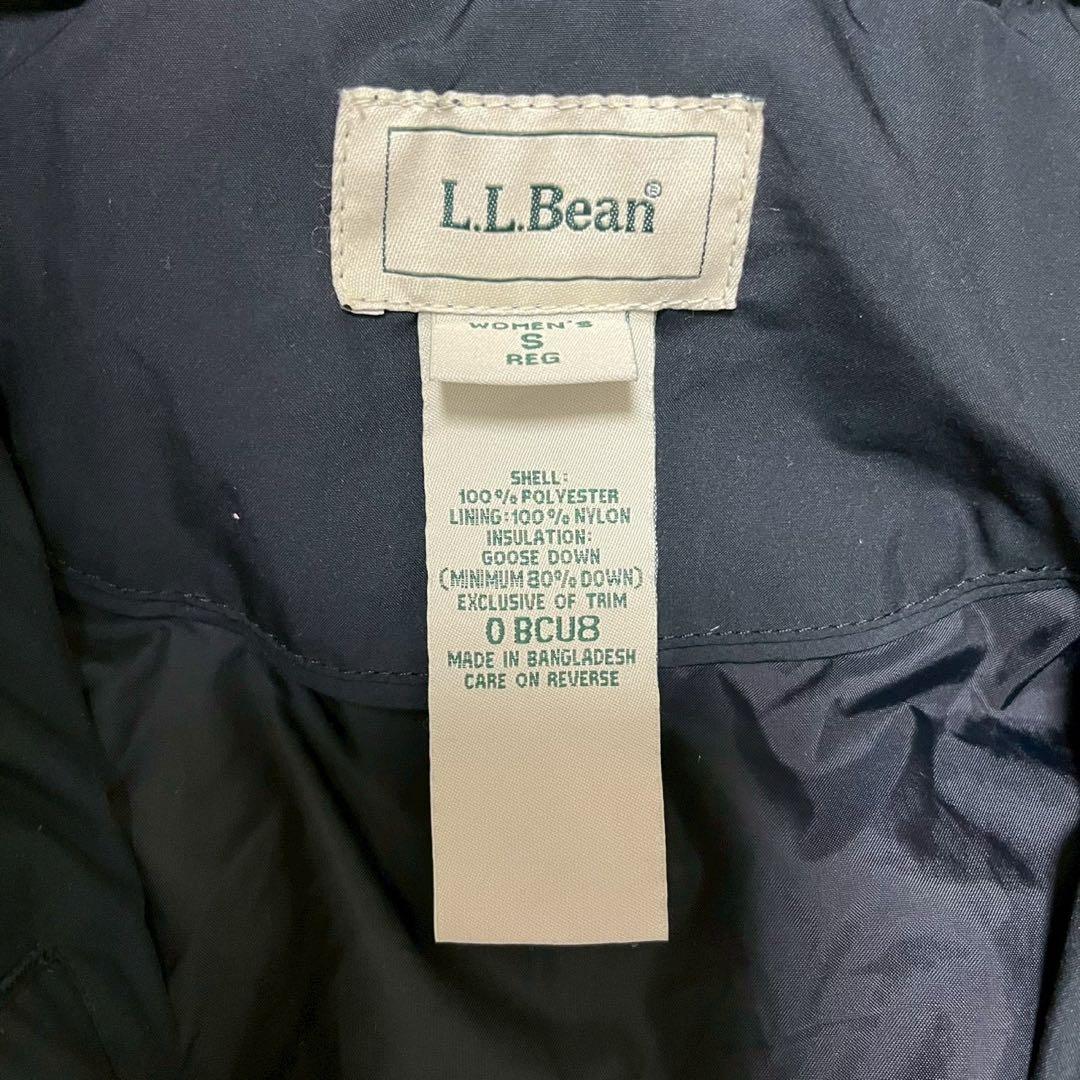 L.L.Bean®
WOMEN'S
S
REG
SHELL:
100% POLYESTER
LINING:100% NYLON
INSULATION:
GOOSE DOWN
(MINIMUM 80% DOWN)
EXCLUSIVE OF TRIM
0 BCU8
MADE IN BANGLADESH
CARE ON REVERSE